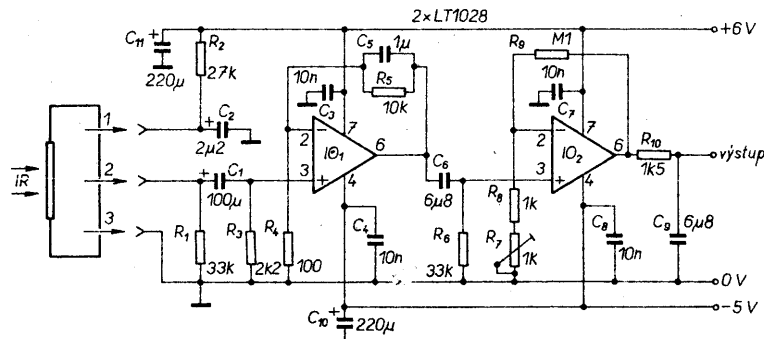 2×LT1028
C11
+
220μ
R2
27k
C5
1μ
R5
10k
10n
C3
R9
M1
10n
C7
+6V
1
+
C2
2μ2
2
+
C1
100μ
3
IR
2
3
7
6
4
IO1
C6
6μ8
2
3
7
6
4
IO2
R10
1k5
výstup
R8
1k
R7
1k
R1
33k
R3
2k2
R4
100
C4
10n
R6
33k
C8
10n
C9
6μ8
0V
-5V
C10
+
220μ